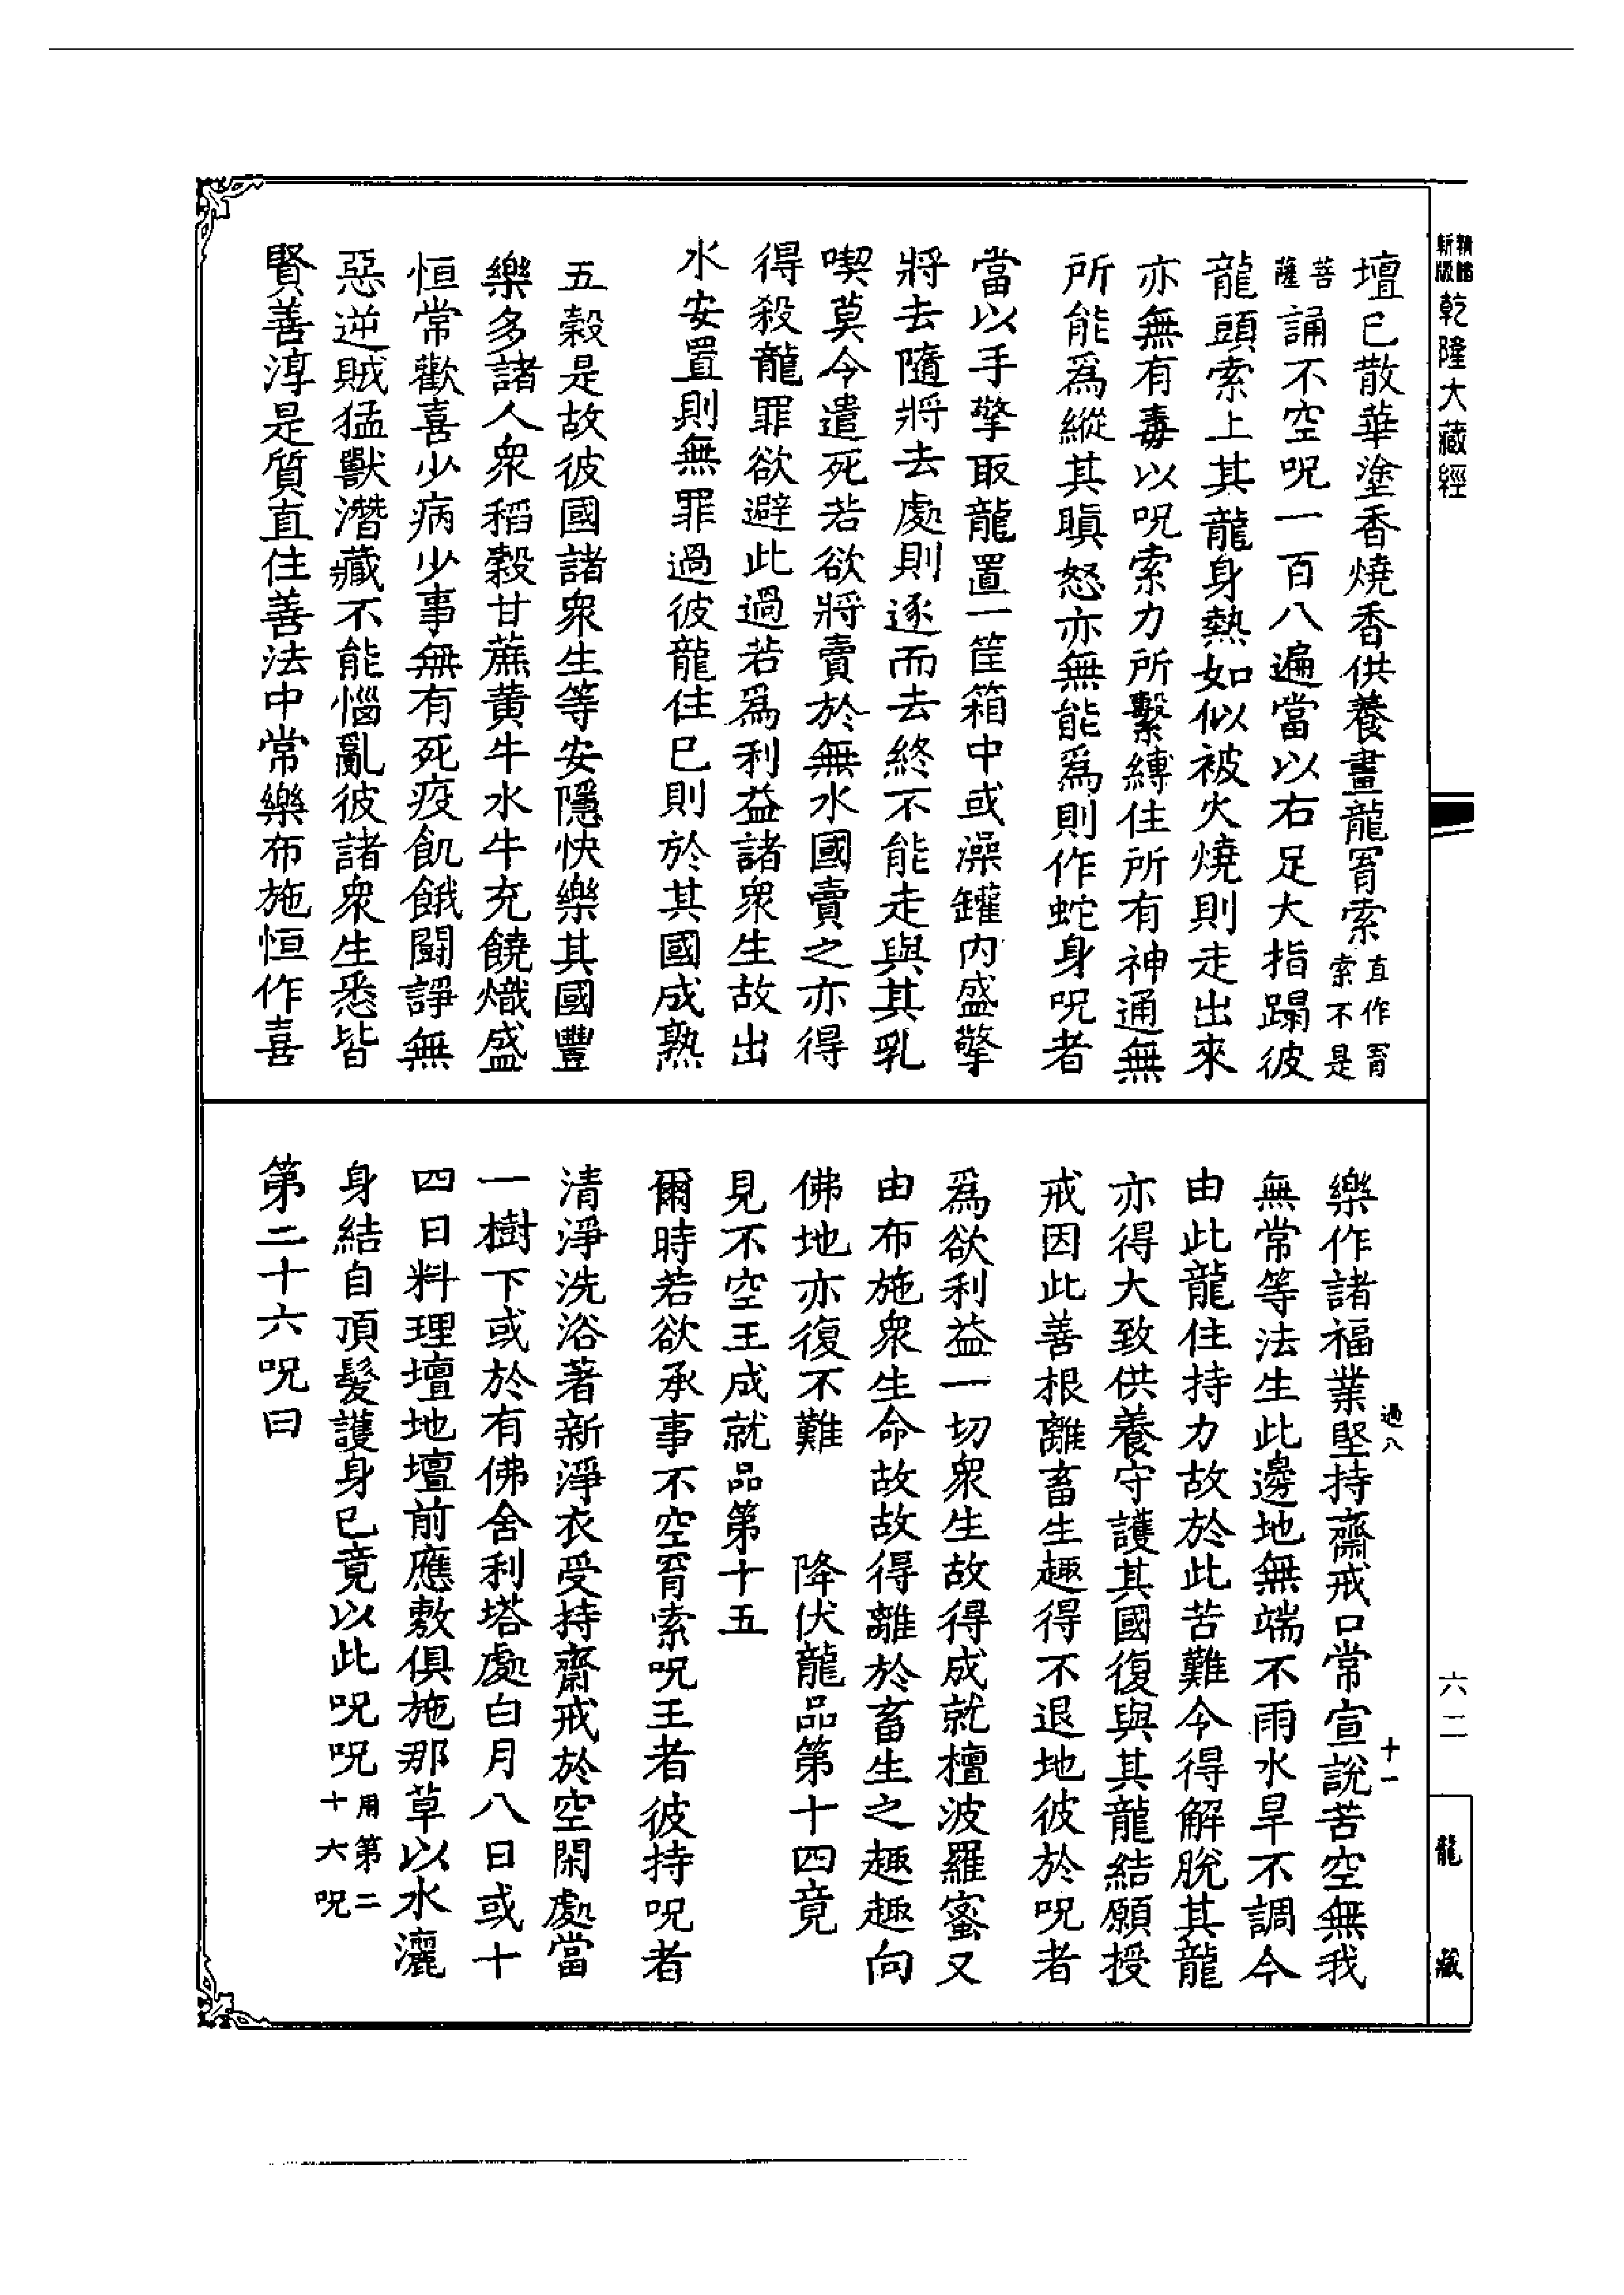 精繪新版乾隆大藏經
壇已散華塗香燒香供養畫龍罥索直作罥索不是
菩薩誦不空呪一百八遍當以右足大指蹋彼
龍頭索上其龍身熱如似被火燒則走出來
亦無有毒以呪索力所繫縛住所有神通無
所能爲縱其瞋怒亦無能爲則作蛇身呪者
當以手擎取龍置一筐箱中或澡罐内盛擎
將去隨將去處則逐而去終不能走與其乳
喫莫令遣死若欲將賣於無水國賣之亦得
得殺龍罪欲避此過若爲利益諸衆生故出
水安置則無罪過彼龍住已則於其國成熟
五穀是故彼國諸衆生等安隱快樂其國豐
樂多諸人衆稻穀甘蔗黃牛水牛充饒熾盛
恒常歡喜少病少事無有死疫飢餓鬪諍無
惡逆賊猛獸潛藏不能惱亂彼諸衆生悉皆
賢善淳是質直住善法中常樂布施恒作喜
樂作諸福業堅持齋戒口常宣說苦空無我
過八
十一
無常等法生此邊地無端不雨水旱不調今
由此龍住持力故於此苦難今得解脫其龍
亦得大致供養守護其國復與其龍結願授
戒因此善根離畜生趣得不退地彼於呪者
爲欲利益一切衆生故得成就檀波羅蜜又
由布施衆生命故故得離於畜生之趣趣向
佛地亦復不難　　降伏龍品第十四竟
見不空王成就品第十五
爾時若欲承事不空罥索呪王者彼持呪者
清淨洗浴著新淨衣受持齋戒於空閑處當
一樹下或於有佛舍利塔處白月八日或十
四日料理壇地壇前應敷俱施那草以水灑
身結自頂髮護身已竟以此呪呪用第二十六呪
第二十六呪曰
六二
龍藏